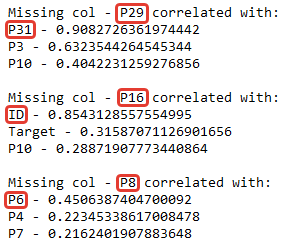 Missing col - P29 correlated with:
P31 - 0.9082726361974442
P3 - 0.6323544264545344
P10 - 0.4042231259276856
Missing col - P16 correlated with:
ID - 0.8543128557554995
Target - 0.31587071126901656
P10 - 0.28871907773440864
Missing col - P8 correlated with:
P6 - 0.4506387404700092
P4 - 0.22345338617008478
P7 - 0.2162401907883648